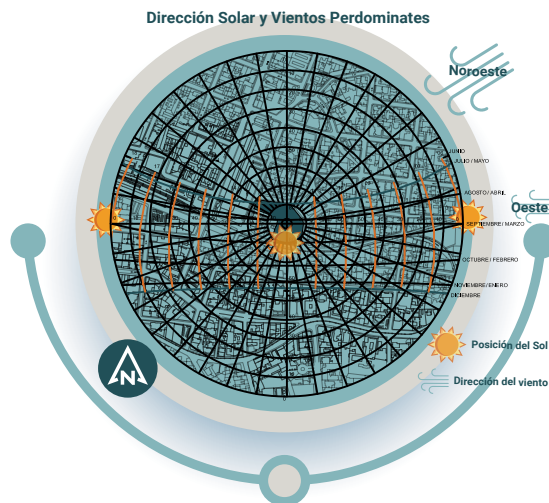 Dirección Solar y Vientos Perdominates
Noroeste
JUNIO
JULIO / MAYO
AGOSTO / ABRIL
Oeste
SEPTIEMBRE / MARZO
OCTUBRE / FEBRERO
NOVIEMBRE / ENERO
DICIEMBRE
Posición del Sol
N
Dirección del viento